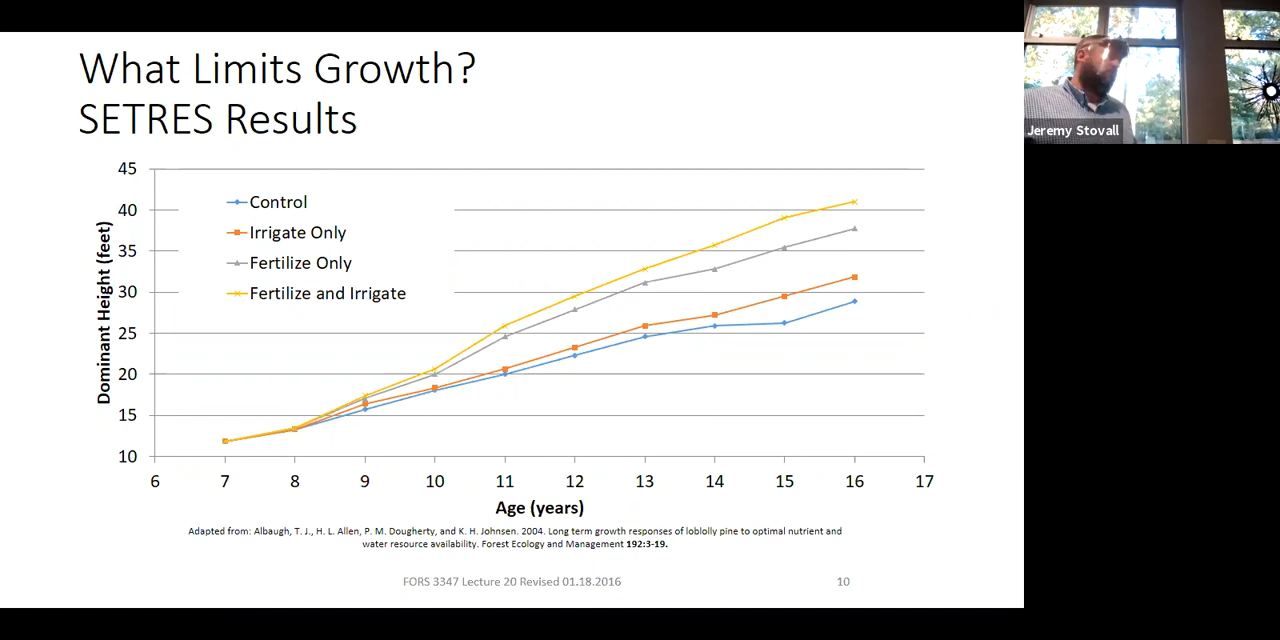 What Limits Growth?
SETRES Results
Jeremy Stovall
45
40
35
30
25
20
15
10
Dominant Height (feet)
Control
Irrigate Only
Fertilize Only
Fertilize and Irrigate
6 7 8 9 10 11 12 13 14 15 16 17
Age (years)
Adapted from: Albaugh, T. J., H. L. Allen, P. M. Dougherty, and K. H. Johnsen. 2004. Long term growth responses of loblolly pine to optimal nutrient and
water resource availability. Forest Ecology and Management 192:3-19.
FORS 3347 Lecture 20 Revised 01.18.2016 10